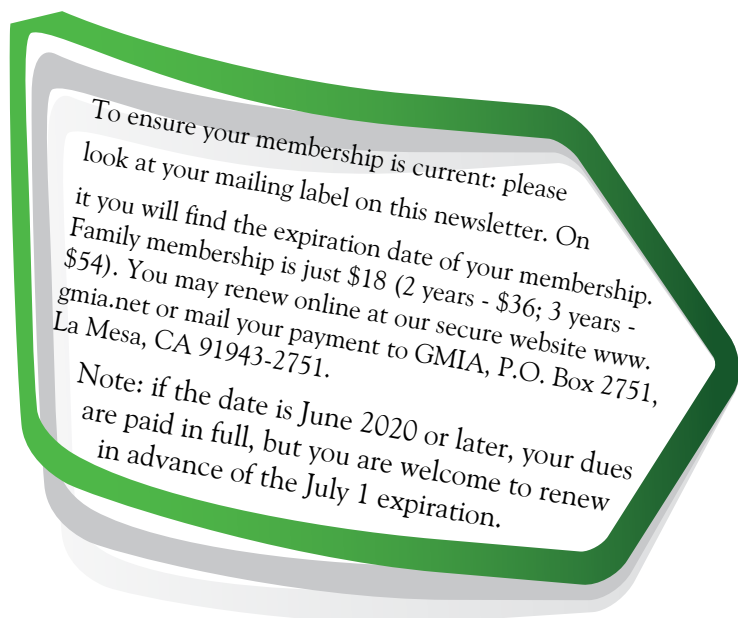 To ensure your membership is current: please
look at your mailing label on this newsletter. On
it you will find the expiration date of your membership.
Family membership is just $18 (2 years - $36; 3 years -
$54). You may renew online at our secure website www.
gmia.net or mail your payment to GMIA, P.O. Box 2751,
La Mesa, CA 91943-2751.
Note: if the date is June 2020 or later, your dues
are paid in full, but you are welcome to renew
in advance of the July 1 expiration.